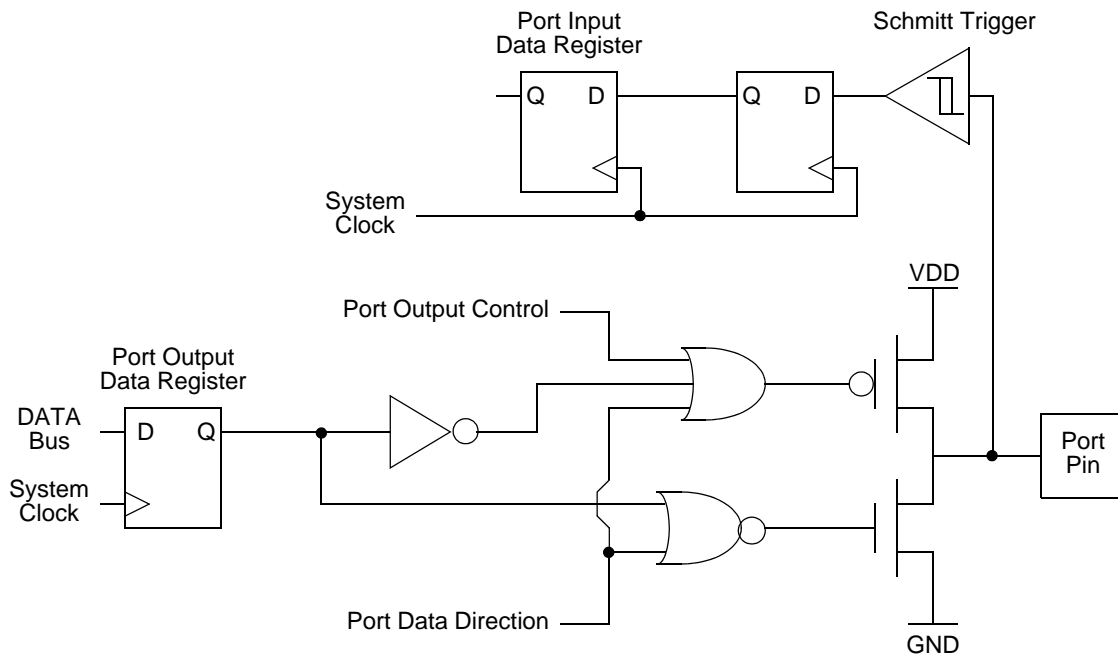 Port Input
Data Register
Schmitt Trigger
Q
D
Q
D
System
Clock
VDD
Port Output Control
Port Output
Data Register
DATA
Bus
D
Q
System
Clock
Port
Pin
Port Data Direction
GND